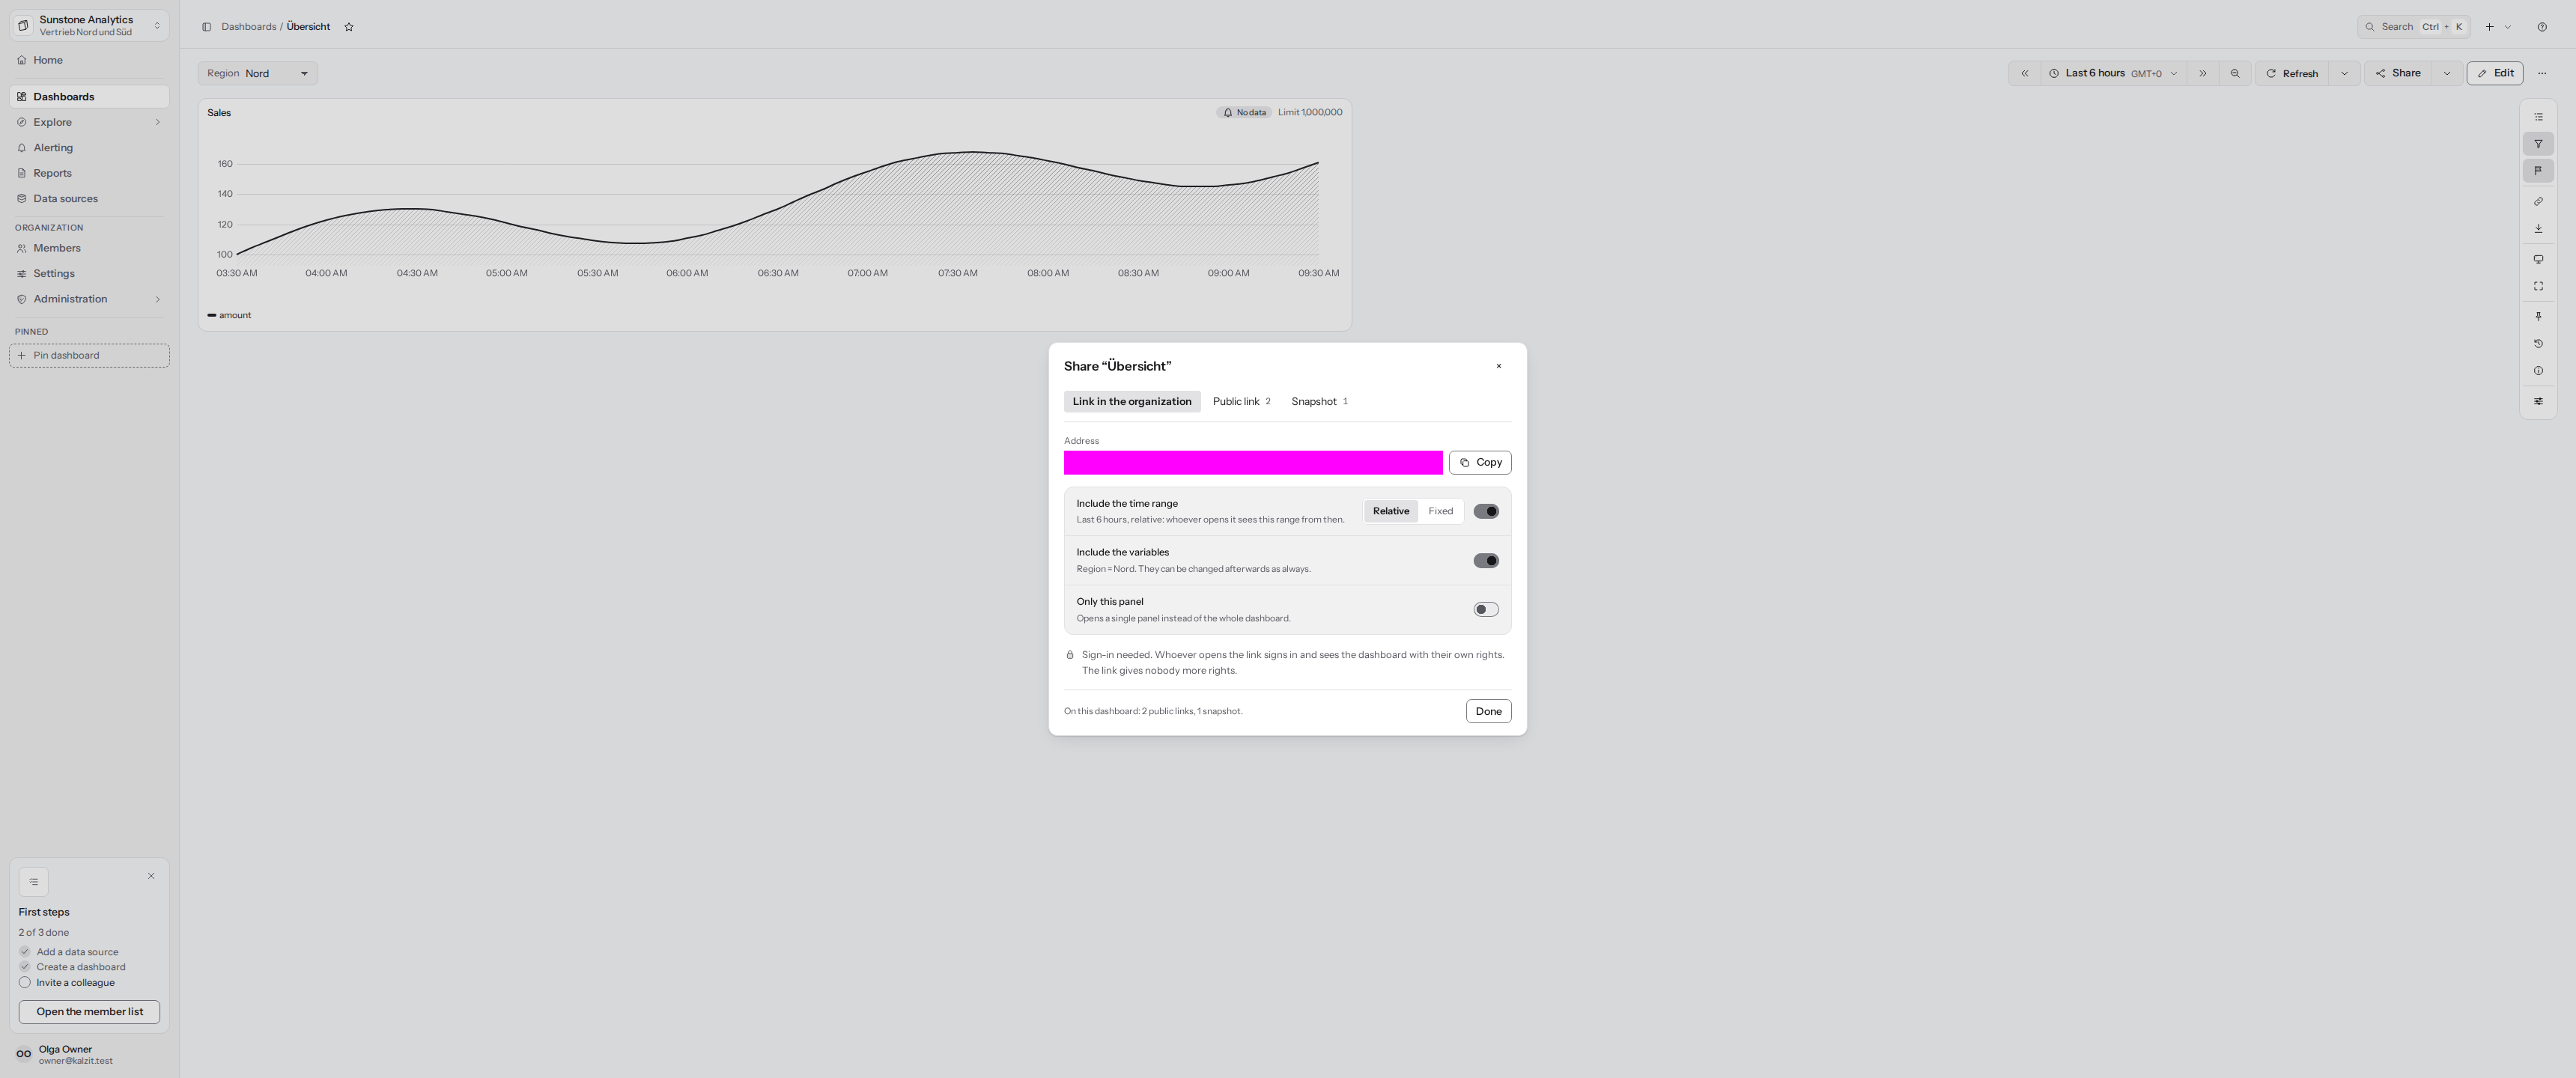 Sunstone Analytics
Vertrieb Nord und Süd
Dashboards / Übersicht
Search Ctrl + K
Home
Region Nord
Last 6 hours GMT+0
Refresh
Share
Edit
Dashboards
Explore
Alerting
Reports
Data sources
ORGANIZATION
Members
Settings
Administration
PINNED
Pin dashboard
Sales
No data
Limit 1,000,000
160
140
120
100
03:30 AM 04:00 AM 04:30 AM 05:00 AM 05:30 AM 06:00 AM 06:30 AM 07:00 AM 07:30 AM 08:00 AM 08:30 AM 09:00 AM 09:30 AM
amount
Share “Übersicht”
Link in the organization Public link 2 Snapshot 1
Address
Copy
Include the time range
Last 6 hours, relative: whoever opens it sees this range from then.
Relative Fixed
Include the variables
Region = Nord. They can be changed afterwards as always.
Only this panel
Opens a single panel instead of the whole dashboard.
Sign-in needed. Whoever opens the link signs in and sees the dashboard with their own rights.
The link gives nobody more rights.
On this dashboard: 2 public links, 1 snapshot.
Done
First steps
2 of 3 done
Add a data source
Create a dashboard
Invite a colleague
Open the member list
OO
Olga Owner
owner@kalzit.test